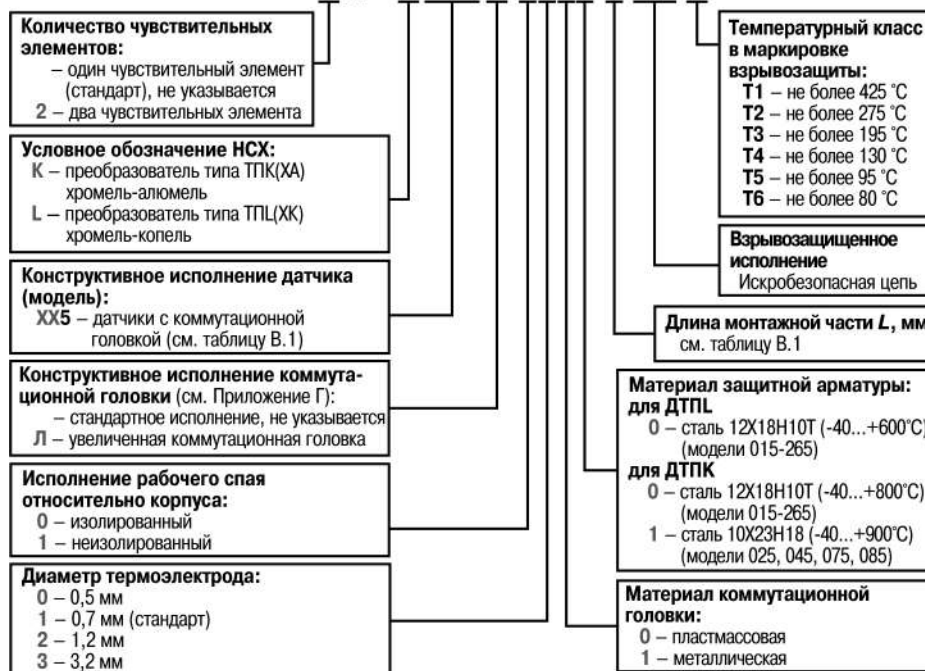 Количество чувствительных
элементов:
– один чувствительный элемент
(стандарт), не указывается
2 – два чувствительных элемента
Условное обозначение НСХ:
К – преобразователь типа ТПК(ХА)
хромель-алюмель
L – преобразователь типа ТПL(ХК)
хромель-копель
Конструктивное исполнение датчика
(модель):
ХХ5 – датчики с коммутационной
головкой (см. таблицу В.1)
Конструктивное исполнение коммута-
ционной головки (см. Приложение Г):
– стандартное исполнение, не указывается
Л – увеличенная коммутационная головка
Исполнение рабочего спая
относительно корпуса:
0 – изолированный
1 – неизолированный
Диаметр термоэлектрода:
0 – 0,5 мм
1 – 0,7 мм (стандарт)
2 – 1,2 мм
3 – 3,2 мм
Температурный класс
в маркировке
взрывозащиты:
Т1 – не более 425 °С
Т2 – не более 275 °С
Т3 – не более 195 °С
Т4 – не более 130 °С
Т5 – не более 95 °С
Т6 – не более 80 °С
Взрывозащищенное
исполнение
Искробезопасная цепь
Длина монтажной части L, мм
см. таблицу В.1
Материал защитной арматуры:
для ДТПL
0 – сталь 12Х18Н10Т (-40...+600°С)
(модели 015-265)
для ДТПК
0 – сталь 12Х18Н10Т (-40...+800°С)
(модели 015-265)
1 – сталь 10Х23Н18 (-40...+900°С)
(модели 025, 045, 075, 085)
Материал коммутационной
головки:
0 – пластмассовая
1 – металлическая